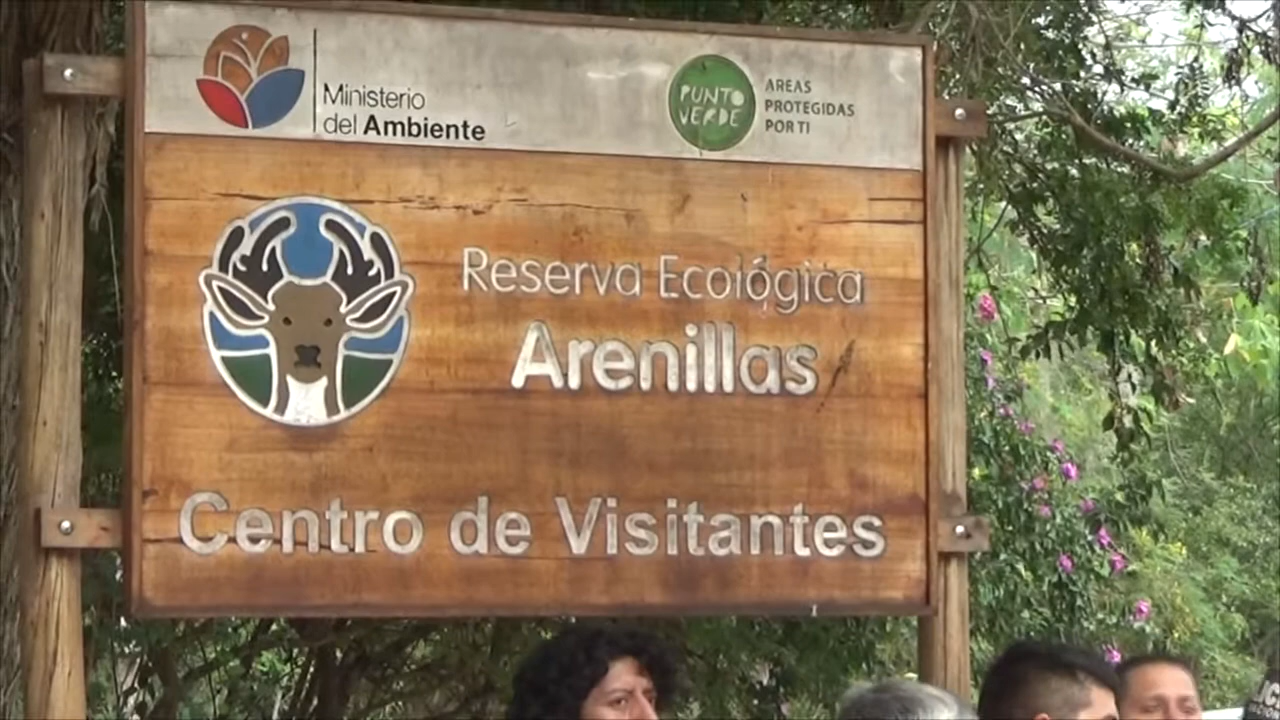 Ministerio
del Ambiente
PUNTO
VERDE
AREAS
PROTEGIDAS
POR TI
Reserva Ecológica
Arenillas
Centro de Visitantes